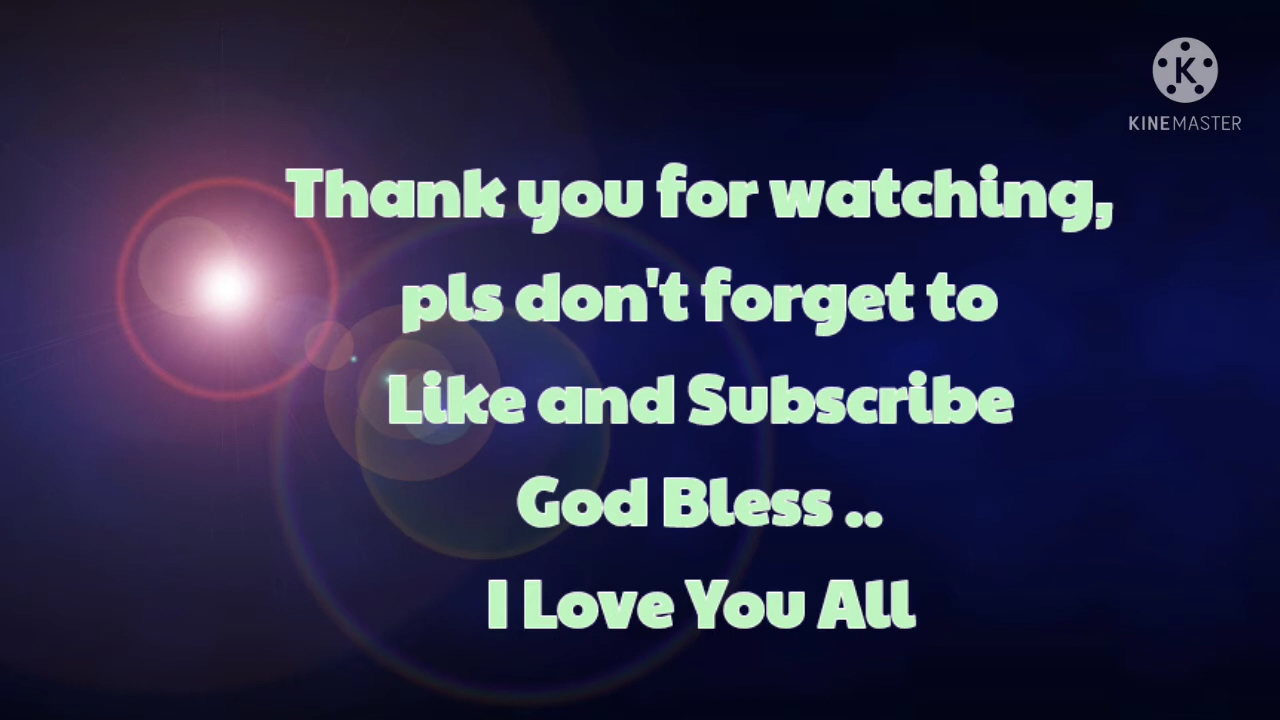 K
KINEMASTER
Thank you for watching,
pls don't forget to
Like and Subscribe
God Bless ..
I Love You All